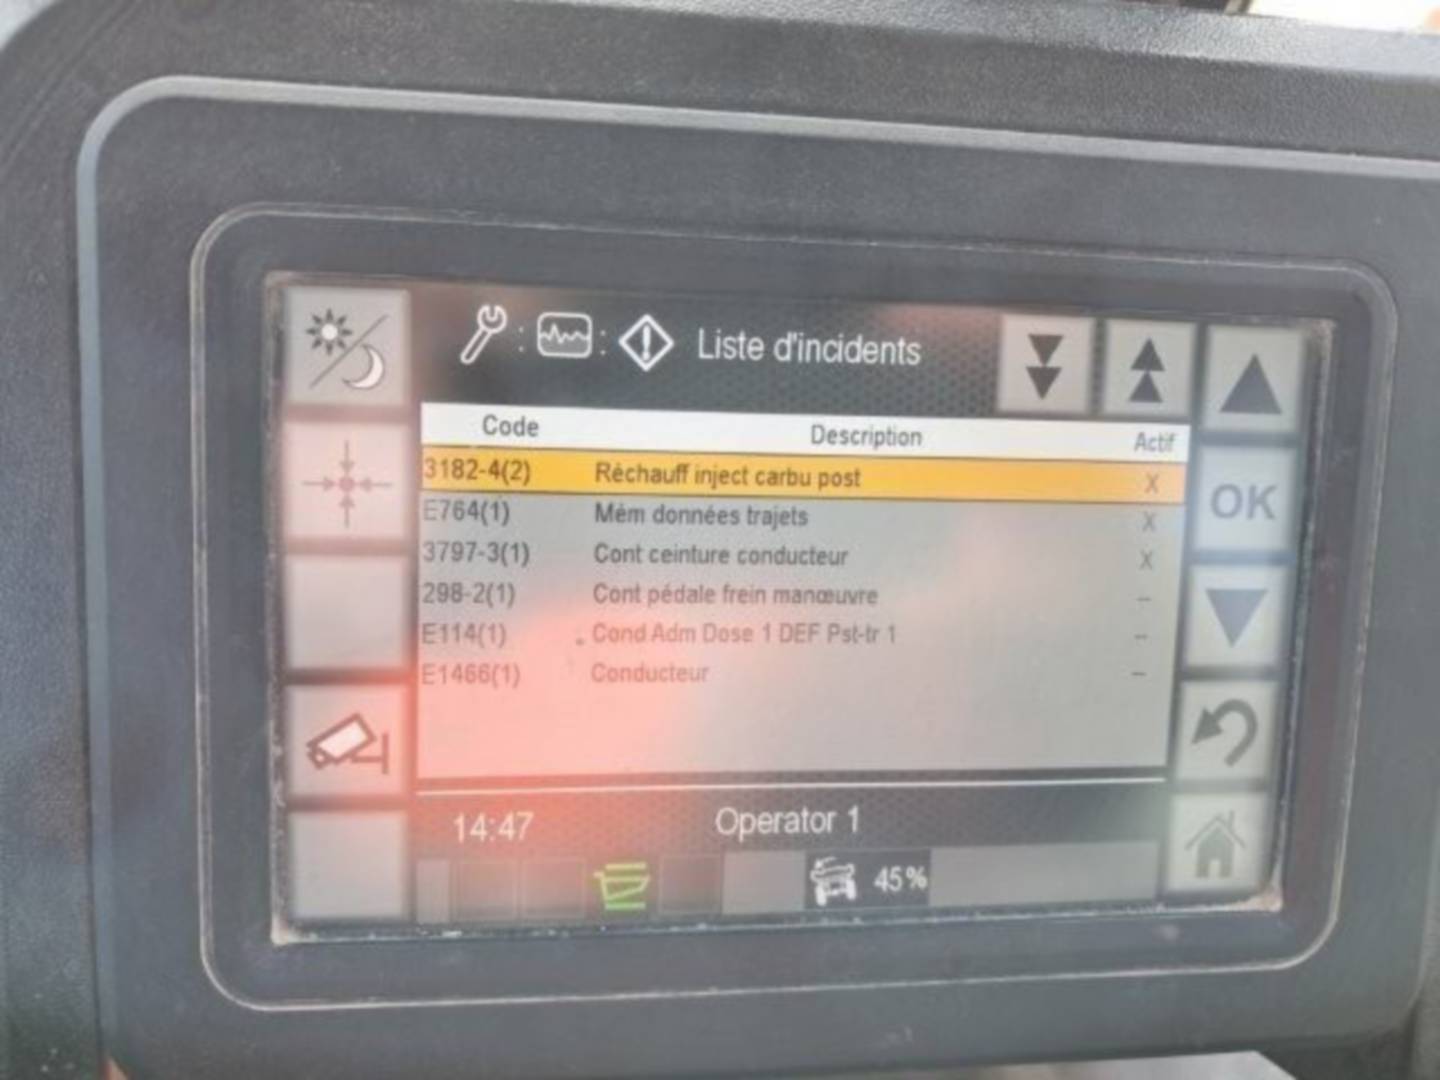 Liste d'incidents
Code Description Actif
3182-4(2) Réchauff inject carbu post X
E764(1) Mém données trajets X
3797-3(1) Cont ceinture conducteur X
298-2(1) Cont pédale frein manœuvre –
E114(1) Cond Adm Dose 1 DEF Pst-tr 1 –
E1466(1) Conducteur –
OK
14:47 Operator 1
45%